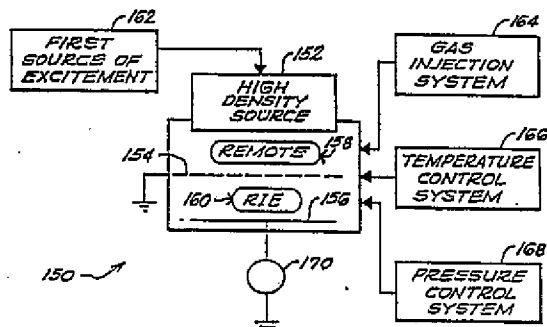 162
FIRST
SOURCE OF
EXCITEMENT
152
HIGH
DENSITY
SOURCE
164
GAS
INJECTION
SYSTEM
154
REMOTE
158
160
RIE
156
166
TEMPERATURE
CONTROL
SYSTEM
150
170
168
PRESSURE
CONTROL
SYSTEM